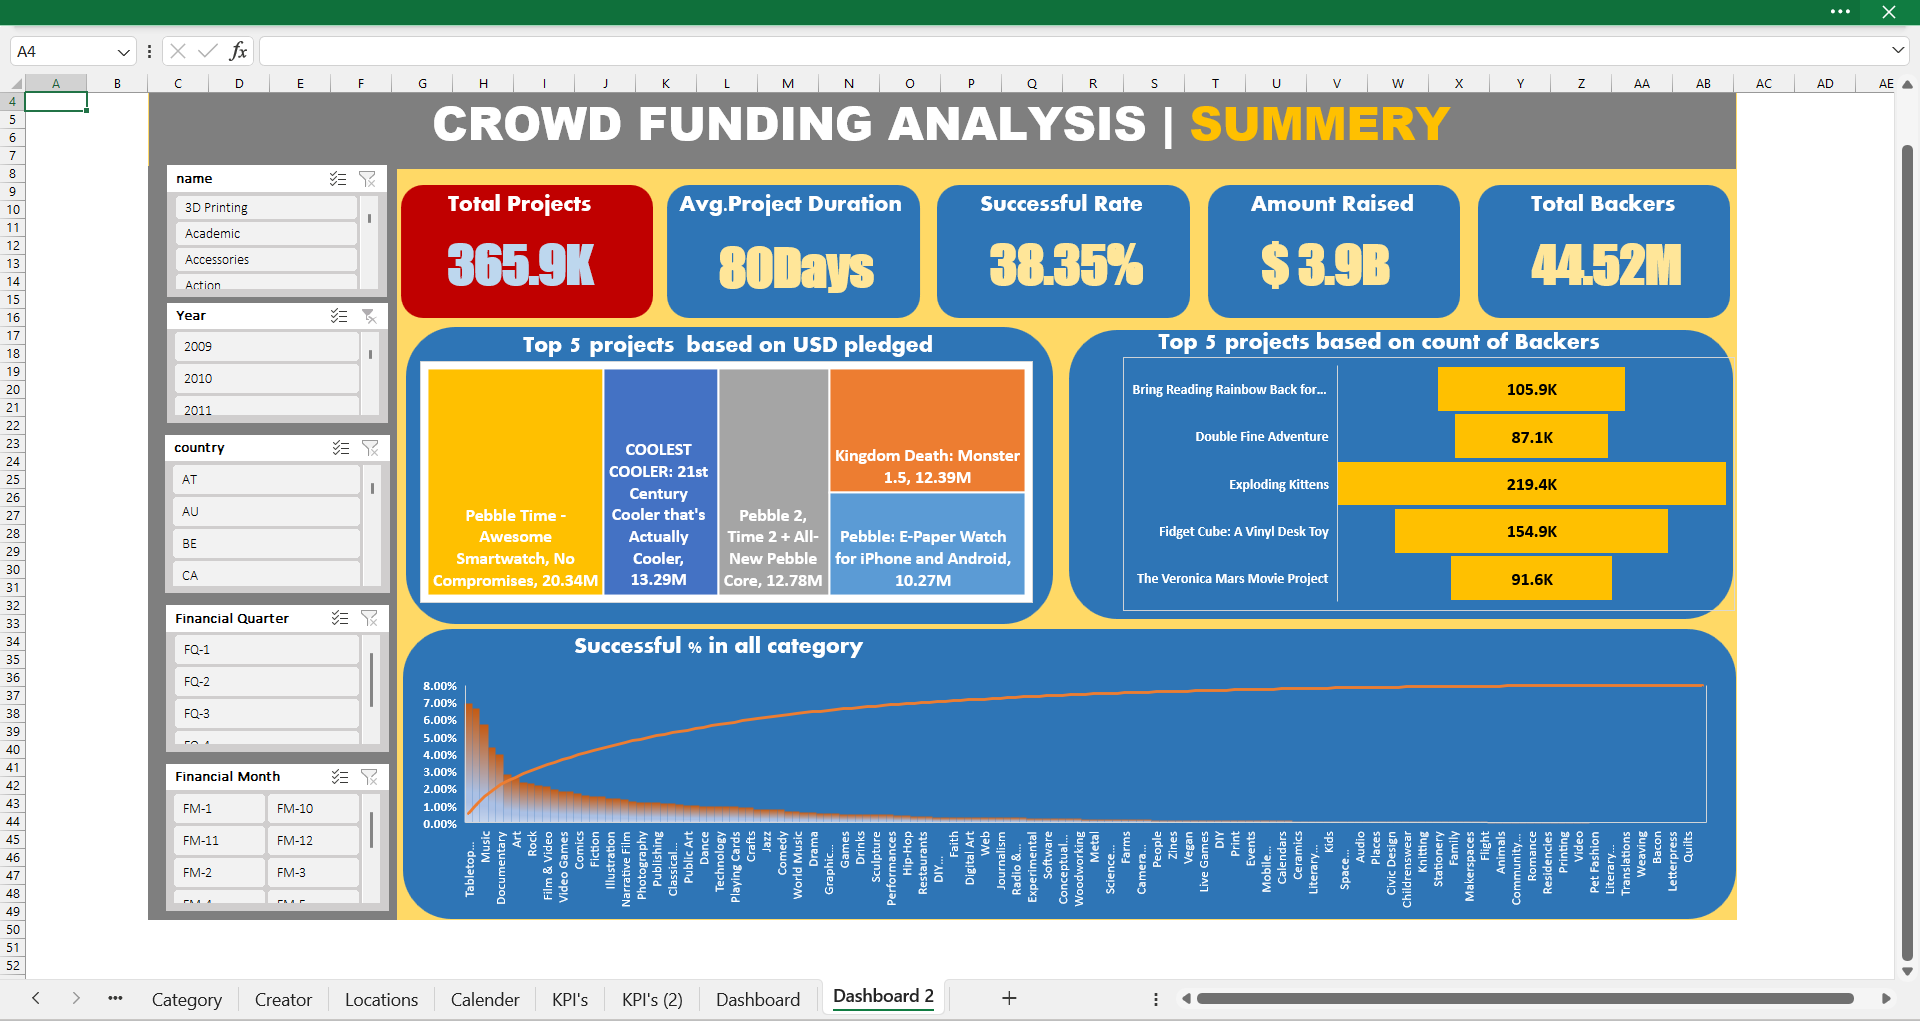 A4
fx
A B C D E F G H I J K L M N O P Q R S T U V W X Y Z AA AB AC AD AE
4
5
6
7
8
9
10
11
12
13
14
15
16
17
18
19
20
21
22
23
24
25
26
27
28
29
30
31
32
33
34
35
36
37
38
39
40
41
42
43
44
45
46
47
48
49
50
51
52
CROWD FUNDING ANALYSIS | SUMMERY
name
3D Printing
Academic
Accessories
Action
Year
2009
2010
2011
country
AT
AU
BE
CA
Financial Quarter
FQ-1
FQ-2
FQ-3
FQ-4
Financial Month
FM-1 FM-10
FM-11 FM-12
FM-2 FM-3
FM-4 FM-5
Total Projects
365.9K
Avg.Project Duration
80Days
Successful Rate
38.35%
Amount Raised
$ 3.9B
Total Backers
44.52M
Top 5 projects based on USD pledged
Pebble Time -
Awesome
Smartwatch, No
Compromises, 20.34M
COOLEST
COOLER: 21st
Century
Cooler that's
Actually
Cooler,
13.29M
Pebble 2,
Time 2 + All-
New Pebble
Core, 12.78M
Kingdom Death: Monster
1.5, 12.39M
Pebble: E-Paper Watch
for iPhone and Android,
10.27M
Top 5 projects based on count of Backers
Bring Reading Rainbow Back for... 105.9K
Double Fine Adventure 87.1K
Exploding Kittens 219.4K
Fidget Cube: A Vinyl Desk Toy 154.9K
The Veronica Mars Movie Project 91.6K
Successful % in all category
8.00%
7.00%
6.00%
5.00%
4.00%
3.00%
2.00%
1.00%
0.00%
Tabletop...
Music
Documentary
Art
Rock
Film & Video
Video Games
Comics
Fiction
Illustration
Narrative Film
Photography
Publishing
Classical...
Public Art
Dance
Technology
Playing Cards
Crafts
Jazz
Comedy
World Music
Drama
Graphic...
Games
Drinks
Sculpture
Performances
Hip-Hop
Restaurants
DIY...
Faith
Digital Art
Web
Journalism
Radio &...
Experimental
Software
Conceptual...
Woodworking
Metal
Science...
Farms
Camera...
People
Zines
Vegan
Live Games
DIY
Print
Events
Mobile...
Calendars
Ceramics
Literary...
Kids
Space...
Audio
Places
Civic Design
Childrenswear
Knitting
Stationery
Family
Makerspaces
Flight
Animals
Community...
Romance
Residencies
Printing
Video
Pet Fashion
Literary...
Translations
Weaving
Bacon
Letterpress
Quilts
Category Creator Locations Calender KPI's KPI's (2) Dashboard Dashboard 2